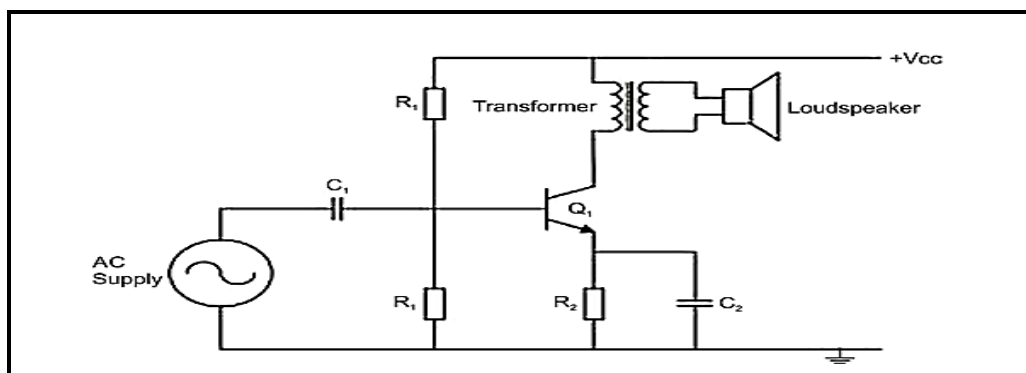 +Vcc
R₁
Transformer
Loudspeaker
C₁
Q₁
AC
Supply
R₁
R₂
C₂